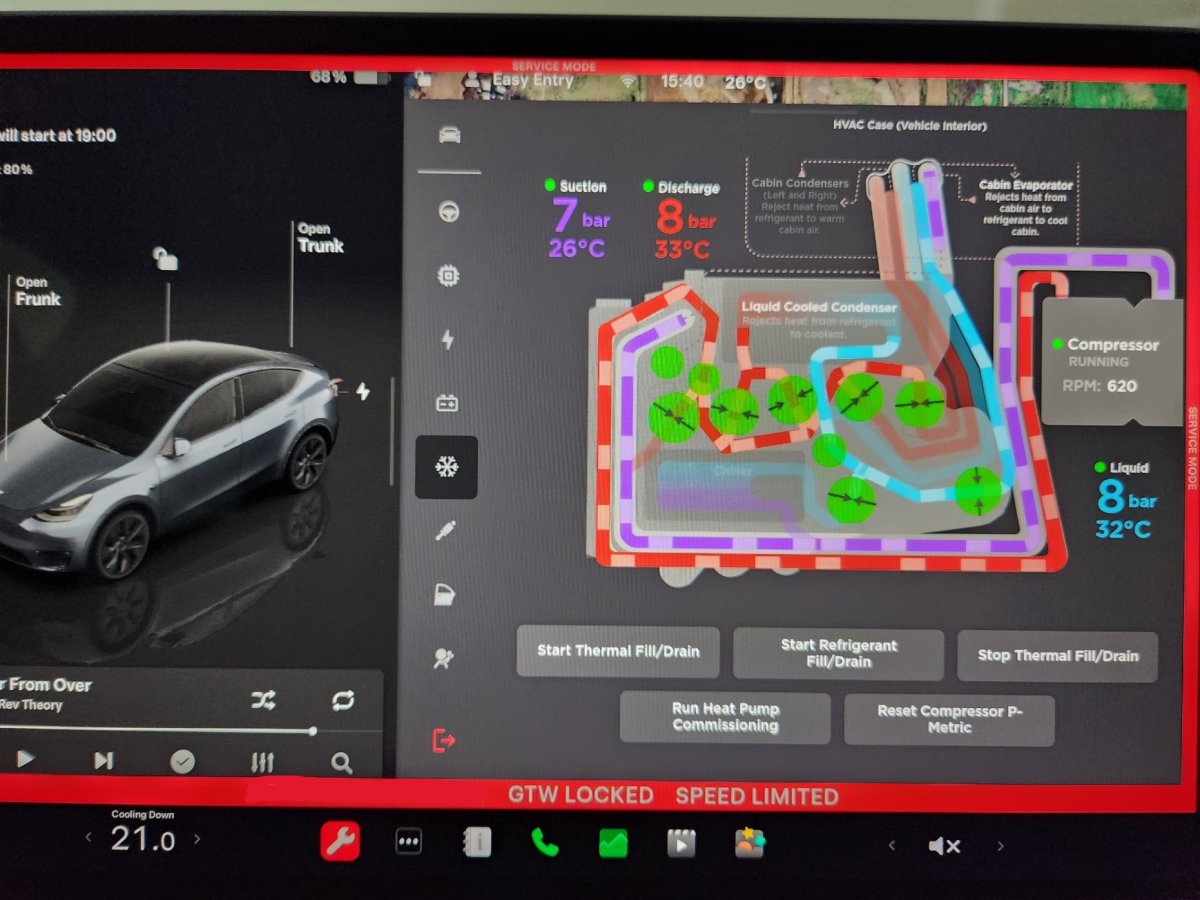 SERVICE MODE
68%
Easy Entry
15:40
26°C
will start at 19:00
80%
HVAC Case (Vehicle Interior)
Suction
7 bar
26°C
Discharge
8 bar
33°C
Cabin Condensers
(Left and Right)
Reject heat from
refrigerant to warm
cabin air.
Cabin Evaporator
Rejects heat from
cabin air to
refrigerant to cool
cabin.
Open
Trunk
Open
Frunk
Liquid Cooled Condenser
Rejects heat from refrigerant
to coolant.
Compressor
RUNNING
RPM: 620
Chiller
SERVICE MODE
Liquid
8 bar
32°C
Start Thermal Fill/Drain
Start Refrigerant
Fill/Drain
Stop Thermal Fill/Drain
Run Heat Pump
Commissioning
Reset Compressor P-
Metric
r From Over
Rev Theory
GTW LOCKED SPEED LIMITED
Cooling Down
21.0